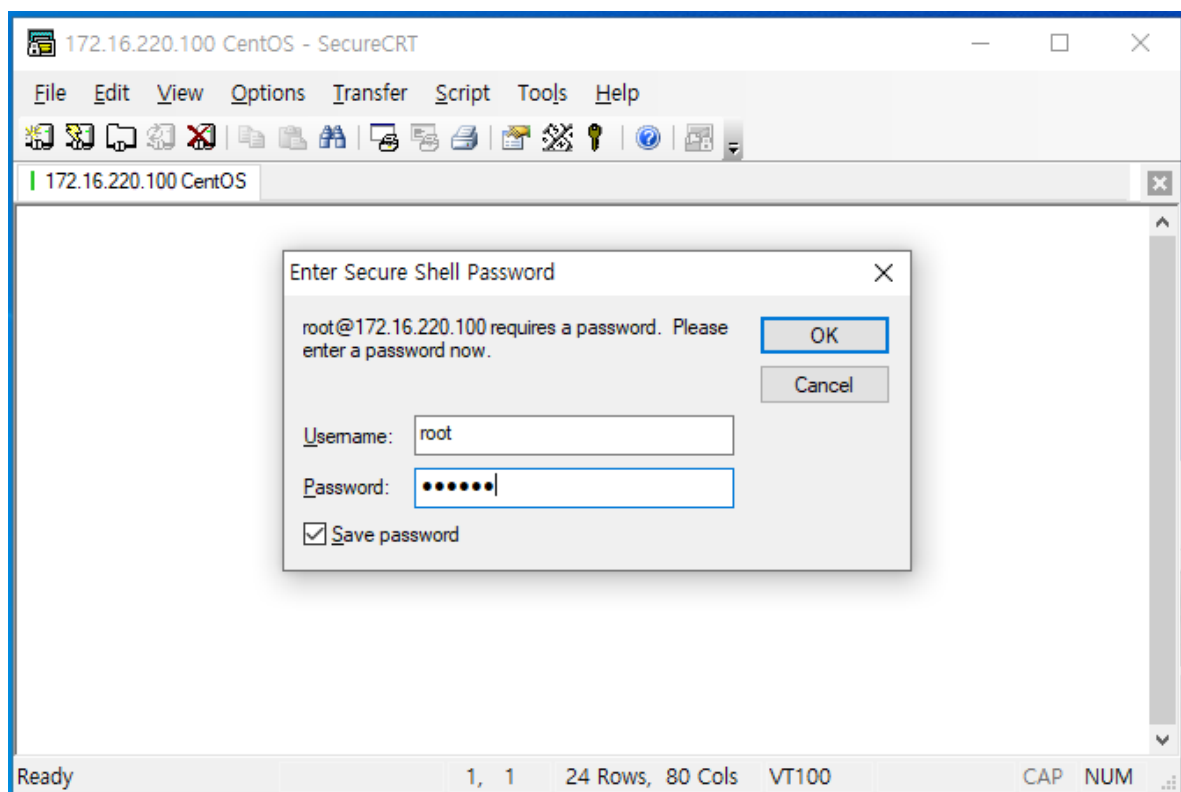 172.16.220.100 CentOS - SecureCRT
File Edit View Options Transfer Script Tools Help
172.16.220.100 CentOS
Enter Secure Shell Password
root@172.16.220.100 requires a password. Please
enter a password now.
OK
Cancel
Username: root
Password: ●●●●●●
Save password
Ready 1, 1 24 Rows, 80 Cols VT100 CAP NUM